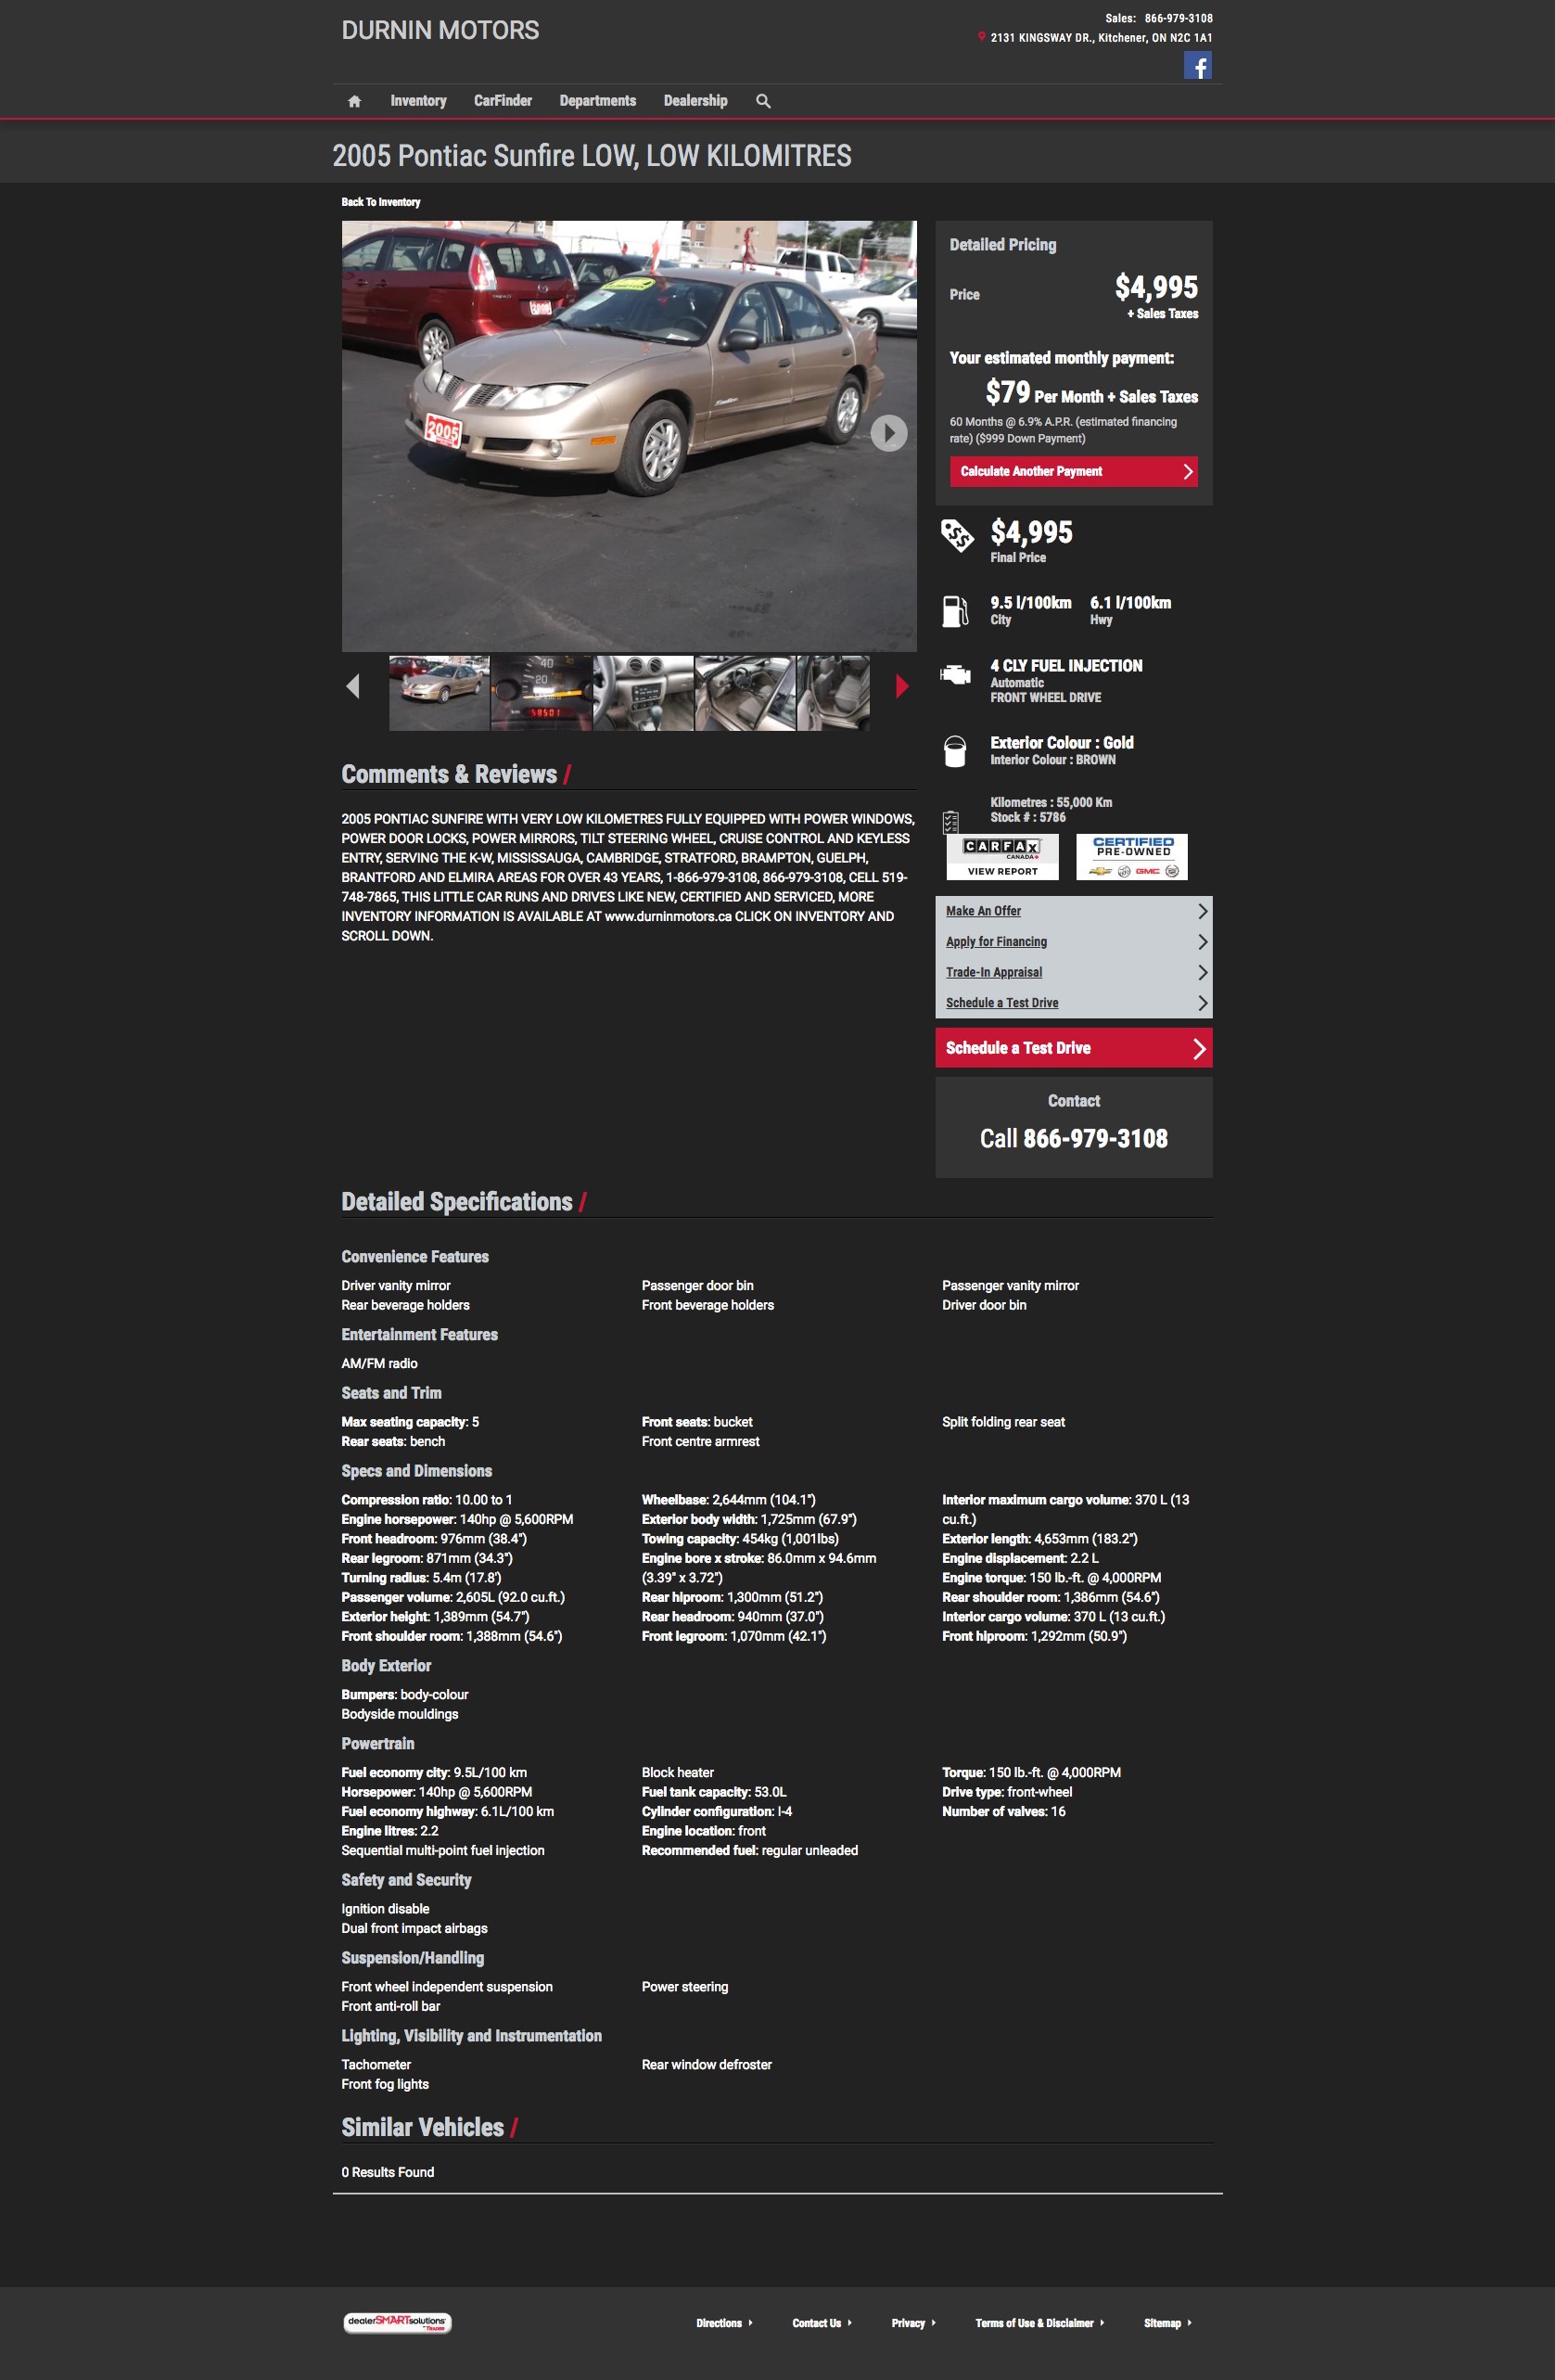 DURNIN MOTORS
Sales: 866-979-3108
2131 KINGSWAY DR., Kitchener, ON N2C 1A1
Inventory CarFinder Departments Dealership
2005 Pontiac Sunfire LOW, LOW KILOMITRES
Back To Inventory
2005
Detailed Pricing
Price $4,995
+ Sales Taxes
Your estimated monthly payment:
$79 Per Month + Sales Taxes
60 Months @ 6.9% A.P.R. (estimated financing
rate) ($999 Down Payment)
Calculate Another Payment
$4,995
Final Price
9.5 l/100km 6.1 l/100km
City Hwy
4 CLY FUEL INJECTION
Automatic
FRONT WHEEL DRIVE
Exterior Colour : Gold
Interior Colour : BROWN
Kilometres : 55,000 Km
Stock # : 5786
CARFAX
CANADA
VIEW REPORT
CERTIFIED
PRE-OWNED
GMC
40
20
58501
Comments & Reviews /
2005 PONTIAC SUNFIRE WITH VERY LOW KILOMETRES FULLY EQUIPPED WITH POWER WINDOWS,
POWER DOOR LOCKS, POWER MIRRORS, TILT STEERING WHEEL, CRUISE CONTROL AND KEYLESS
ENTRY, SERVING THE K-W, MISSISSAUGA, CAMBRIDGE, STRATFORD, BRAMPTON, GUELPH,
BRANTFORD AND ELMIRA AREAS FOR OVER 43 YEARS, 1-866-979-3108, 866-979-3108, CELL 519-
748-7865, THIS LITTLE CAR RUNS AND DRIVES LIKE NEW, CERTIFIED AND SERVICED, MORE
INVENTORY INFORMATION IS AVAILABLE AT www.durninmotors.ca CLICK ON INVENTORY AND
SCROLL DOWN.
Make An Offer
Apply for Financing
Trade-In Appraisal
Schedule a Test Drive
Schedule a Test Drive
Contact
Call 866-979-3108
Detailed Specifications /
Convenience Features
Driver vanity mirror Passenger door bin Passenger vanity mirror
Rear beverage holders Front beverage holders Driver door bin
Entertainment Features
AM/FM radio
Seats and Trim
Max seating capacity: 5 Front seats: bucket Split folding rear seat
Rear seats: bench Front centre armrest
Specs and Dimensions
Compression ratio: 10.00 to 1 Wheelbase: 2,644mm (104.1") Interior maximum cargo volume: 370 L (13
Engine horsepower: 140hp @ 5,600RPM Exterior body width: 1,725mm (67.9") cu.ft.)
Front headroom: 976mm (38.4") Towing capacity: 454kg (1,001lbs) Exterior length: 4,653mm (183.2")
Rear legroom: 871mm (34.3") Engine bore x stroke: 86.0mm x 94.6mm Engine displacement: 2.2 L
Turning radius: 5.4m (17.8') (3.39" x 3.72") Engine torque: 150 lb.-ft. @ 4,000RPM
Passenger volume: 2,605L (92.0 cu.ft.) Rear hiproom: 1,300mm (51.2") Rear shoulder room: 1,386mm (54.6")
Exterior height: 1,389mm (54.7") Rear headroom: 940mm (37.0") Interior cargo volume: 370 L (13 cu.ft.)
Front shoulder room: 1,388mm (54.6") Front legroom: 1,070mm (42.1") Front hiproom: 1,292mm (50.9")
Body Exterior
Bumpers: body-colour
Bodyside mouldings
Powertrain
Fuel economy city: 9.5L/100 km Block heater Torque: 150 lb.-ft. @ 4,000RPM
Horsepower: 140hp @ 5,600RPM Fuel tank capacity: 53.0L Drive type: front-wheel
Fuel economy highway: 6.1L/100 km Cylinder configuration: I-4 Number of valves: 16
Engine litres: 2.2 Engine location: front
Sequential multi-point fuel injection Recommended fuel: regular unleaded
Safety and Security
Ignition disable
Dual front impact airbags
Suspension/Handling
Front wheel independent suspension Power steering
Front anti-roll bar
Lighting, Visibility and Instrumentation
Tachometer Rear window defroster
Front fog lights
Similar Vehicles /
0 Results Found
dealerSMARTsolutions
Directions Contact Us Privacy Terms of Use & Disclaimer Sitemap